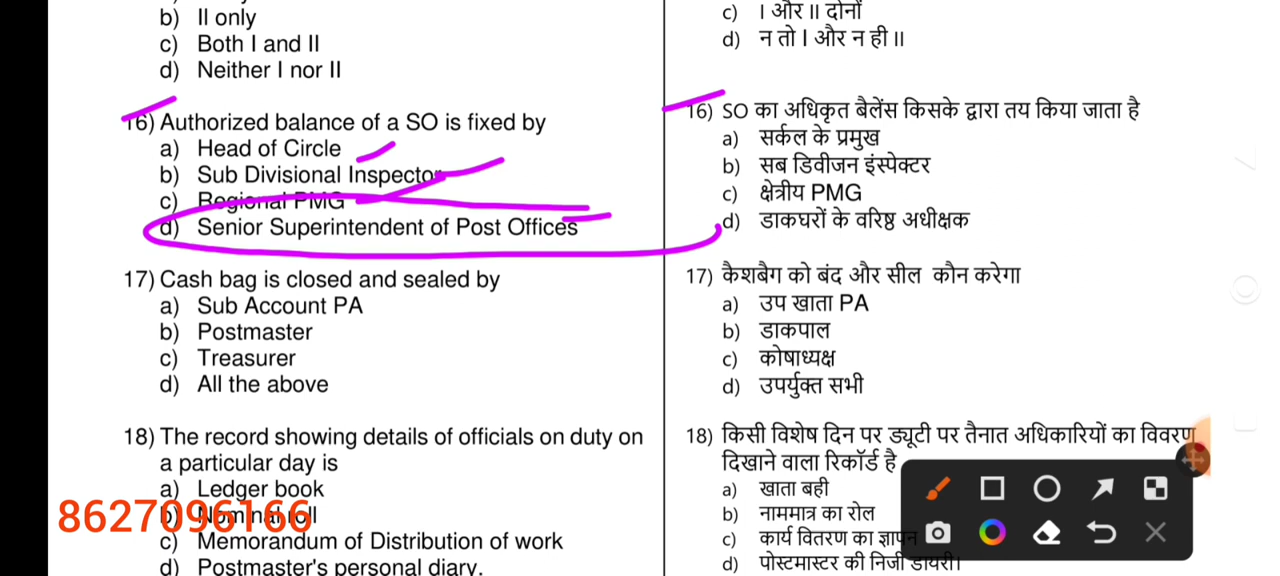 b) II only
c) Both I and II
d) Neither I nor II
16) Authorized balance of a SO is fixed by
a) Head of Circle
b) Sub Divisional Inspector
c) Regional PMG
d) Senior Superintendent of Post Offices
17) Cash bag is closed and sealed by
a) Sub Account PA
b) Postmaster
c) Treasurer
d) All the above
18) The record showing details of officials on duty on
a particular day is
a) Ledger book
b) Nominal roll
c) Memorandum of Distribution of work
d) Postmaster's personal diary.
8627096166
c) I और II दोनों
d) न तो I और न ही II
16) SO का अधिकृत बैलेंस किसके द्वारा तय किया जाता है
a) सर्कल के प्रमुख
b) सब डिवीजन इंस्पेक्टर
c) क्षेत्रीय PMG
d) डाकघरों के वरिष्ठ अधीक्षक
17) कैशबैग को बंद और सील कौन करेगा
a) उप खाता PA
b) डाकपाल
c) कोषाध्यक्ष
d) उपर्युक्त सभी
18) किसी विशेष दिन पर ड्यूटी पर तैनात अधिकारियों का विवरण
दिखाने वाला रिकॉर्ड है
a) खाता बही
b) नाममात्र का रोल
c) कार्य वितरण का ज्ञापन
d) पोस्टमास्टर की निजी डायरी।